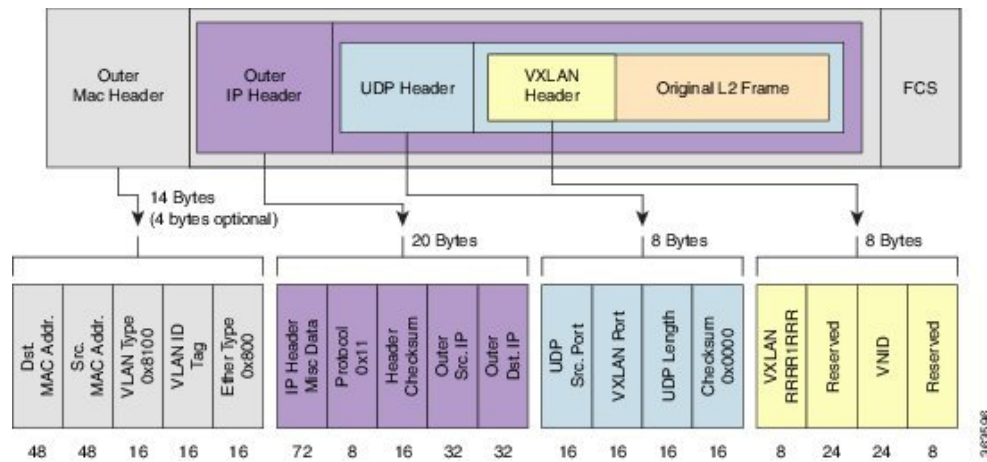 Outer
Mac Header
Outer
IP Header
UDP Header
VXLAN
Header
Original L2 Frame
FCS
14 Bytes
(4 bytes optional)
20 Bytes
8 Bytes
8 Bytes
Dst.
MAC Addr.
Src.
MAC Addr.
VLAN Type
0x8100
VLAN ID
Tag
Ether Type
0x800
IP Header
Misc Data
Protocol
0x11
Header
Checksum
Outer
Src. IP
Outer
Dst. IP
UDP
Src. Port
VXLAN Port
UDP Length
Checksum
0x0000
VXLAN
RRRR1RRR
Reserved
VNID
Reserved
48 48 16 16 16 72 8 16 32 32 16 16 16 16 8 24 24 8